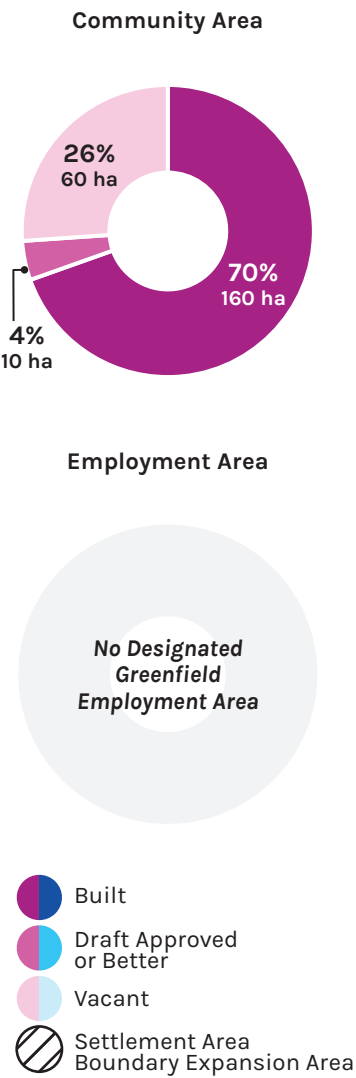 Community Area
26%
60 ha
70%
160 ha
4%
10 ha
Employment Area
No Designated
Greenfield
Employment Area
Built
Draft Approved
or Better
Vacant
Settlement Area
Boundary Expansion Area